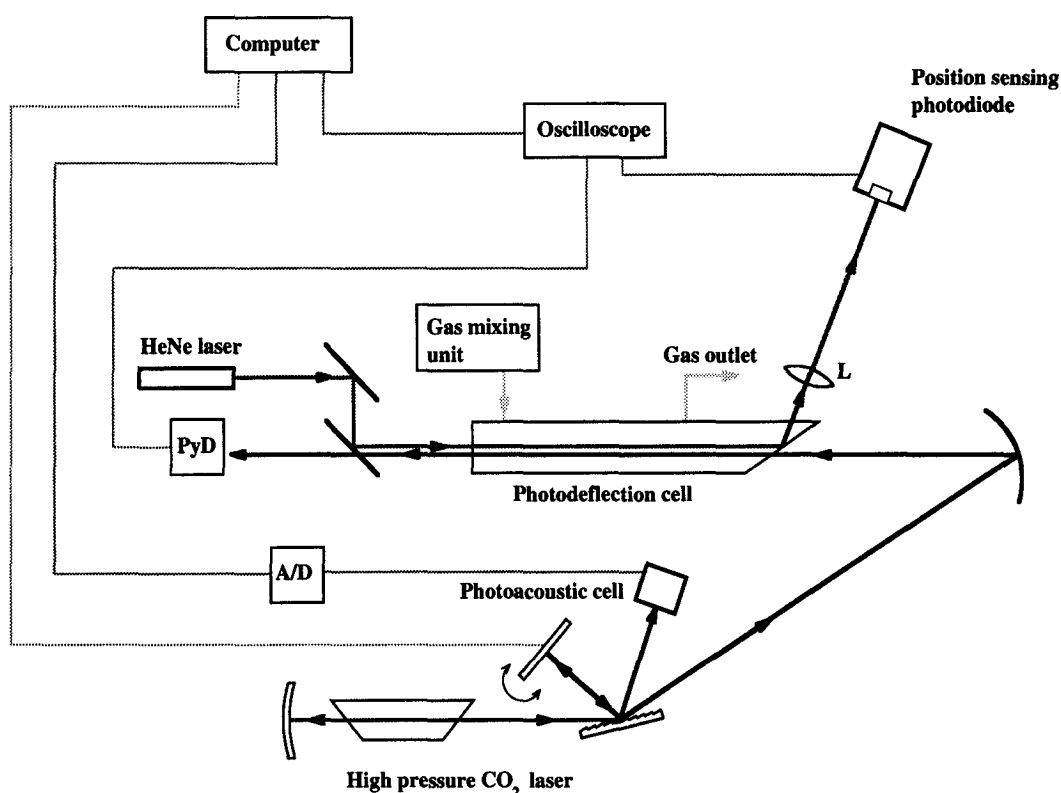 Computer
Position sensing
photodiode
Oscilloscope
Gas mixing
unit
HeNe laser
Gas outlet
L
PyD
Photodeflection cell
A/D
Photoacoustic cell
High pressure CO₂ laser